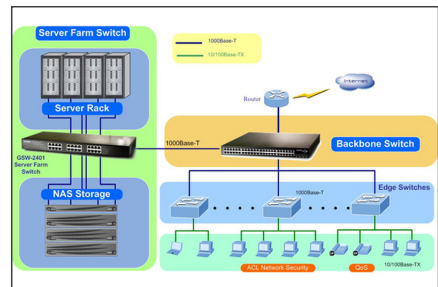 Server Farm Switch
1000Base-T
10/100Base-TX
Server Rack
Router
Internet
1000Base-T
GSW-2401
Server Farm
Switch
Backbone Switch
NAS Storage
Edge Switches
1000Base-T
ACL Network Security
QoS
10/100Base-TX